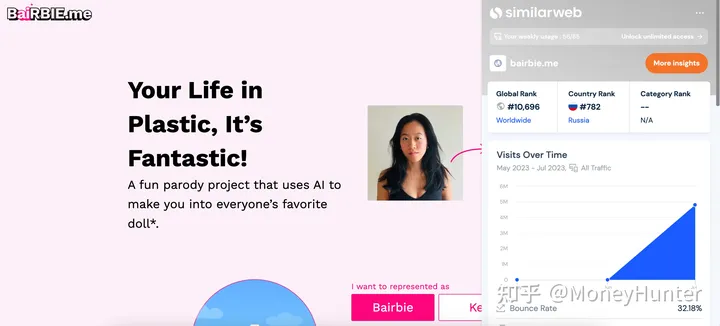 BaiRBIE.me
Your Life in
Plastic, It's
Fantastic!
A fun parody project that uses AI to
make you into everyone's favorite
doll*.
I want to represented as
Bairbie
Ke
similarweb
Your weekly usage
Unlock unlimited access
bairbie.me
More insights
Global Rank
Country Rank
Category Rank
#10,696
#782
--
Worldwide
Russia
N/A
Visits Over Time
May 2023 - Jul 2023,
All Traffic
5M
4M
3M
2M
1M
0
知乎 @MoneyHunter
Bounce Rate
32.18%